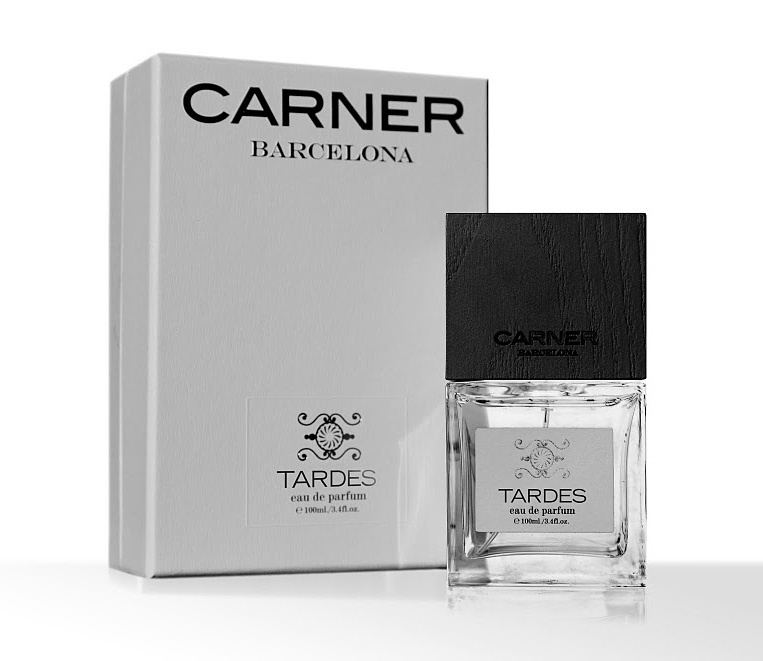 CARNER
BARCELONA
TARDES
eau de parfum
℮ 100ml./3.4fl.oz.
CARNER
BARCELONA
TARDES
eau de parfum
℮ 100ml./3.4fl.oz.